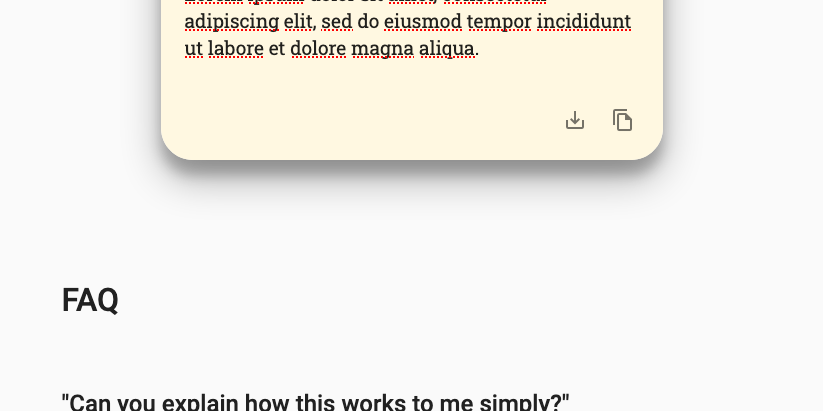 adipiscing elit, sed do eiusmod tempor incididunt
ut labore et dolore magna aliqua.
FAQ
"Can you explain how this works to me simply?"